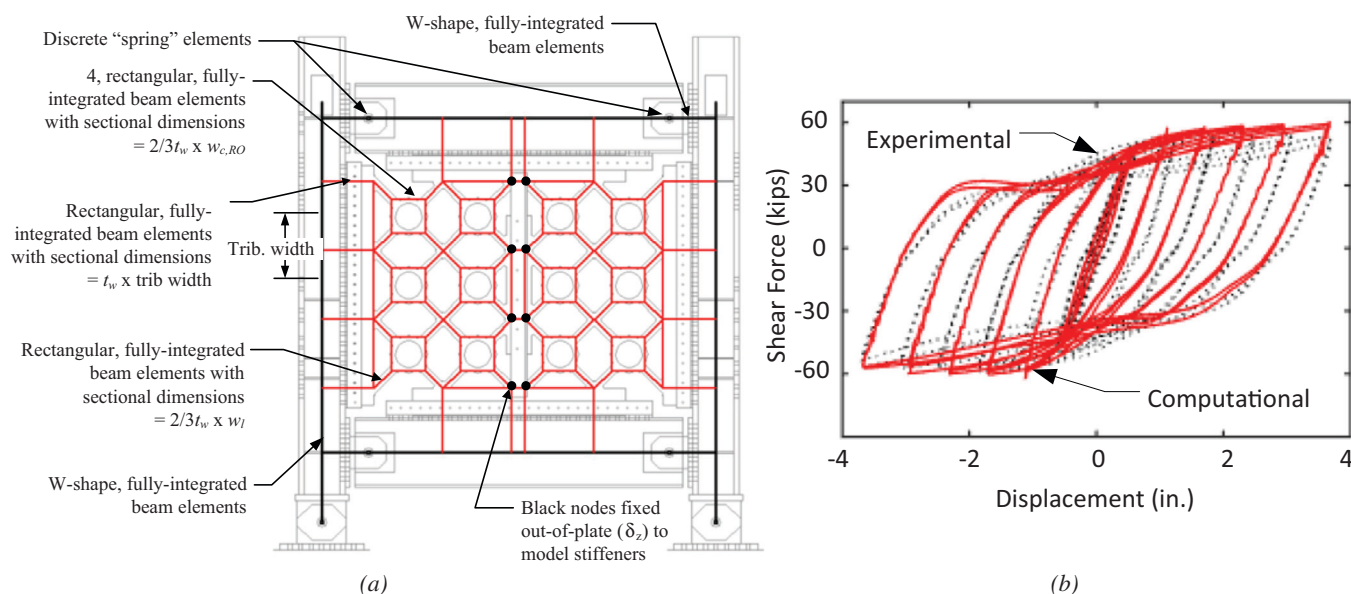 Discrete “spring” elements
4, rectangular, fully-
integrated beam elements
with sectional dimensions
= 2/3t_w x w_c,RO
Rectangular, fully-
integrated beam elements
with sectional dimensions
= t_w x trib width
Trib. width
Rectangular, fully-integrated
beam elements with
sectional dimensions
= 2/3t_w x w_l
W-shape, fully-integrated
beam elements
W-shape, fully-integrated
beam elements
Black nodes fixed
out-of-plate (δ_z) to
model stiffeners
(a)
Shear Force (kips)
60
30
0
-30
-60
Experimental
Computational
-4
-2
0
2
4
Displacement (in.)
(b)